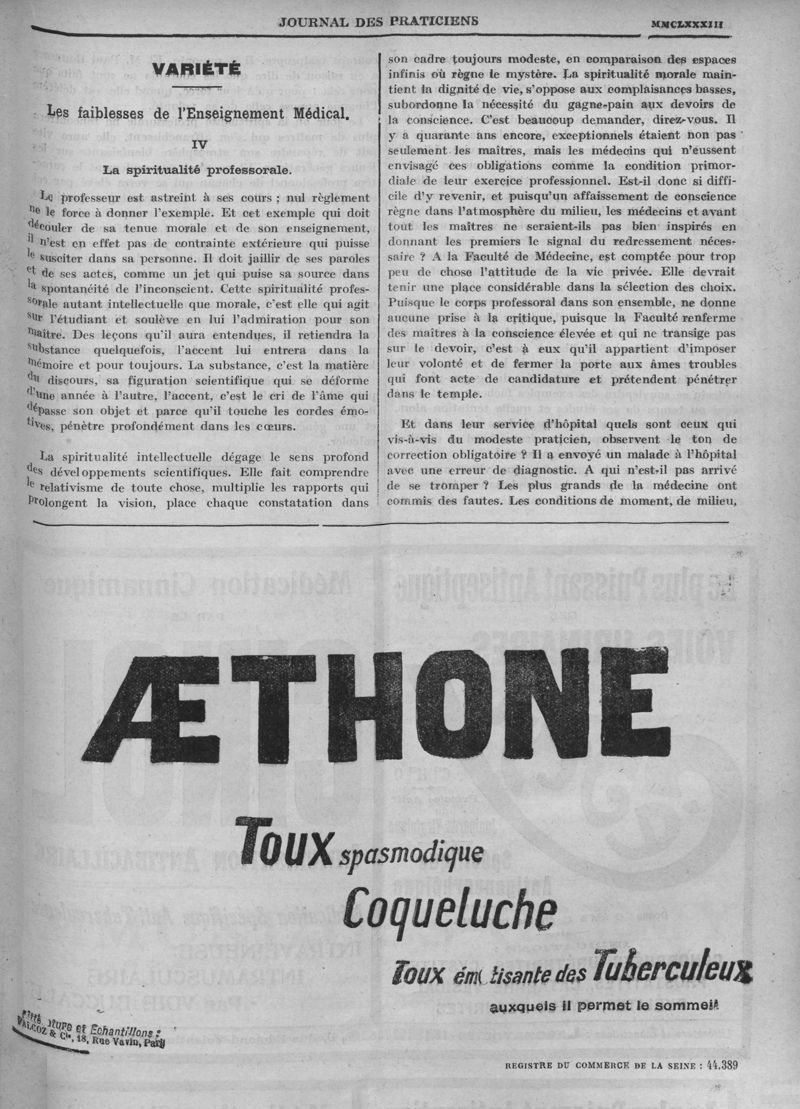 JOURNAL DES PRATICIENS
MMCLXXXIII
VARIÉTÉ
Les faiblesses de l'Enseignement Médical.
IV
La spiritualité professorale.
Le professeur est astreint à ses cours ; nul règlement
ne le force à donner l'exemple. Et cet exemple qui doit
découler de sa tenue morale et de son enseignement,
il n'est en effet pas de contrainte extérieure qui puisse
le susciter dans sa personne. Il doit jaillir de ses paroles
et de ses actes, comme un jet qui puise sa source dans
la spontanéité de l'inconscient. Cette spiritualité profes-
sorale autant intellectuelle que morale, c'est elle qui agit
sur l'étudiant et soulève en lui l'admiration pour son
maître. Des leçons qu'il aura entendues, il retiendra la
substance quelquefois, l'accent lui entrera dans la
mémoire et pour toujours. La substance, c'est la matière
du discours, sa figuration scientifique qui se déforme
d'une année à l'autre, l'accent, c'est le cri de l'âme qui
dépasse son objet et parce qu'il touche les cordes émo-
tives, pénètre profondément dans les cœurs.
La spiritualité intellectuelle dégage le sens profond
des développements scientifiques. Elle fait comprendre
le relativisme de toute chose, multiplie les rapports qui
prolongent la vision, place chaque constatation dans
son cadre toujours modeste, en comparaison des espaces
infinis où règne le mystère. La spiritualité morale main-
tient la dignité de vie, s'oppose aux complaisances basses,
subordonne la nécessité du gagne-pain aux devoirs de
la conscience. C'est beaucoup demander, direz-vous. Il
y a quarante ans encore, exceptionnels étaient non pas
seulement les maîtres, mais les médecins qui n'eussent
envisagé ces obligations comme la condition primor-
diale de leur exercice professionnel. Est-il donc si diffi-
cile d'y revenir, et puisqu'un affaissement de conscience
règne dans l'atmosphère du milieu, les médecins et avant
tout les maîtres ne seraient-ils pas bien inspirés en
donnant les premiers le signal du redressement néces-
saire ? A la Faculté de Médecine, est comptée pour trop
peu de chose l'attitude de la vie privée. Elle devrait
tenir une place considérable dans la sélection des choix.
Puisque le corps professoral dans son ensemble, ne donne
aucune prise à la critique, puisque la Faculté renferme
des maîtres à la conscience élevée et qui ne transige pas
sur le devoir, c'est à eux qu'il appartient d'imposer
leur volonté et de fermer la porte aux âmes troubles
qui font acte de candidature et prétendent pénétrer
dans le temple.
Et dans leur service d'hôpital quels sont ceux qui
vis-à-vis du modeste praticien, observent le ton de
correction obligatoire ? Il a envoyé un malade à l'hôpital
avec une erreur de diagnostic. A qui n'est-il pas arrivé
de se tromper ? Les plus grands de la médecine ont
commis des fautes. Les conditions de moment, de milieu,
ÆTHONE
Toux spasmodique
Coqueluche
Toux émétisante des Tuberculeux
auxquels il permet le sommeil
et Échantillons :
& Cie, 18, Rue Vavin, Paris
REGISTRE DU COMMERCE DE LA SEINE : 44.389